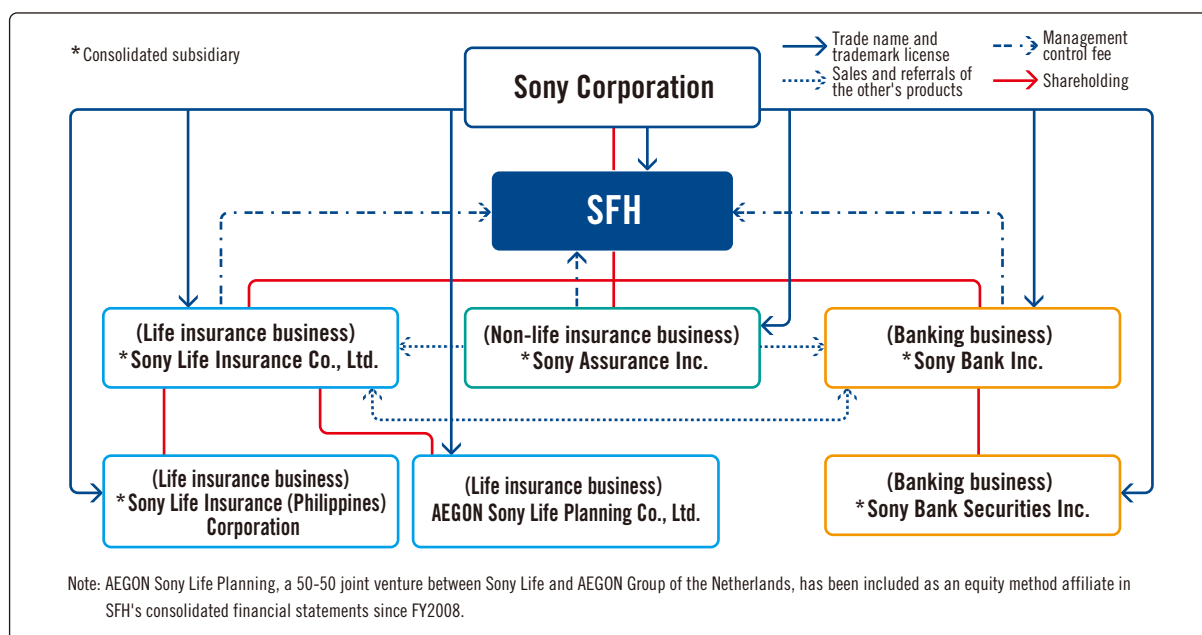 *Consolidated subsidiary
Trade name and
trademark license
Management
control fee
Sales and referrals of
the other's products
Shareholding
Sony Corporation
SFH
(Life insurance business)
*Sony Life Insurance Co., Ltd.
(Non-life insurance business)
*Sony Assurance Inc.
(Banking business)
*Sony Bank Inc.
(Life insurance business)
*Sony Life Insurance (Philippines)
Corporation
(Life insurance business)
AEGON Sony Life Planning Co., Ltd.
(Banking business)
*Sony Bank Securities Inc.
Note: AEGON Sony Life Planning, a 50-50 joint venture between Sony Life and AEGON Group of the Netherlands, has been included as an equity method affiliate in
SFH's consolidated financial statements since FY2008.